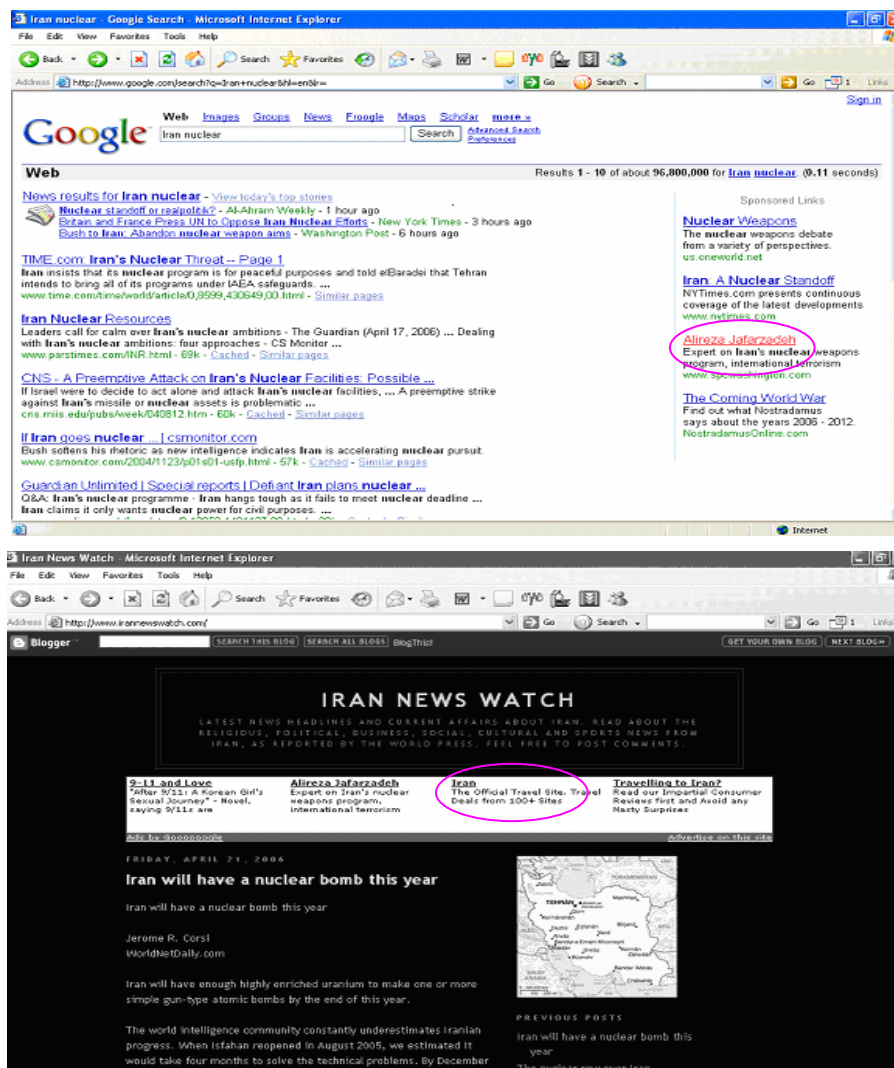 Iran nuclear - Google Search - Microsoft Internet Explorer
File Edit View Favorites Tools Help
Back Search Favorites
Address http://www.google.com/search?q=Iran+nuclear&hl=en&lr= Go Search Go 1 Links
Sign in
Google
Web Images Groups News Froogle Maps Scholar more »
Iran nuclear Search Advanced Search
Preferences
Web Results 1 - 10 of about 96,800,000 for Iran nuclear. (0.11 seconds)
News results for Iran nuclear - View today's top stories
Nuclear standoff or realpolitik? - Al-Ahram Weekly - 1 hour ago
Britain and France Press UN to Oppose Iran Nuclear Efforts - New York Times - 3 hours ago
Bush to Iran: Abandon nuclear weapon aims - Washington Post - 6 hours ago
TIME.com: Iran's Nuclear Threat -- Page 1
Iran insists that its nuclear program is for peaceful purposes and told elBaradei that Tehran
intends to bring all of its programs under IAEA safeguards. ...
www.time.com/time/world/article/0,8599,430649,00.html - Similar pages
Iran Nuclear Resources
Leaders call for calm over Iran's nuclear ambitions - The Guardian (April 17, 2006) ... Dealing
with Iran's nuclear ambitions: four approaches - CS Monitor ...
www.parstimes.com/INR.html - 69k - Cached - Similar pages
CNS - A Preemptive Attack on Iran's Nuclear Facilities: Possible ...
If Israel were to decide to act alone and attack Iran's nuclear facilities, ... A preemptive strike
against Iran's missile or nuclear assets is problematic ...
cns.miis.edu/pubs/week/040812.htm - 60k - Cached - Similar pages
If Iran goes nuclear ... | csmonitor.com
Bush softens his rhetoric as new intelligence indicates Iran is accelerating nuclear pursuit.
www.csmonitor.com/2004/1123/p01s01-usfp.html - 57k - Cached - Similar pages
Guardian Unlimited | Special reports | Defiant Iran plans nuclear ...
Q&A: Iran's nuclear programme · Iran hangs tough as it fails to meet nuclear deadline ...
Iran claims it only wants nuclear power for civil purposes. ...
Sponsored Links
Nuclear Weapons
The nuclear weapons debate
from a variety of perspectives.
us.oneworld.net
Iran: A Nuclear Standoff
NYTimes.com presents continuous
coverage of the latest developments
www.nytimes.com
Alireza Jafarzadeh
Expert on Iran's nuclear weapons
program, international terrorism
www.spcwashington.com
The Coming World War
Find out what Nostradamus
says about the years 2006 - 2012.
NostradamusOnline.com
Internet
Iran News Watch - Microsoft Internet Explorer
File Edit View Favorites Tools Help
Back Search Favorites
Address http://www.irannewswatch.com/ Go Search Go 1 Links
Blogger SEARCH THIS BLOG SEARCH ALL BLOGS BlogThis! GET YOUR OWN BLOG NEXT BLOG»
IRAN NEWS WATCH
LATEST NEWS HEADLINES AND CURRENT AFFAIRS ABOUT IRAN. READ ABOUT THE
RELIGIOUS, POLITICAL, BUSINESS, SOCIAL, CULTURAL AND SPORTS NEWS FROM
IRAN, AS REPORTED BY THE WORLD PRESS. FEEL FREE TO POST COMMENTS.
9-11 and Love
"After 9/11: A Korean Girl's
Sexual Journey" - Novel,
saying 9/11s are
Alireza Jafarzadeh
Expert on Iran's nuclear
weapons program,
international terrorism
Iran
The Official Travel Site. Travel
Deals from 100+ Sites
Travelling to Iran?
Read our Impartial Consumer
Reviews first and Avoid any
Nasty Surprises
Ads by Goooooogle Advertise on this site
FRIDAY, APRIL 21, 2006
Iran will have a nuclear bomb this year
Iran will have a nuclear bomb this year
Jerome R. Corsi
WorldNetDaily.com
Iran will have enough highly enriched uranium to make one or more
simple gun-type atomic bombs by the end of this year.
The world intelligence community constantly underestimates Iranian
progress. When Isfahan reopened in August 2005, we estimated it
would take four months to solve the technical problems. By December
TEHRAN
PREVIOUS POSTS
Iran will have a nuclear bomb this
year